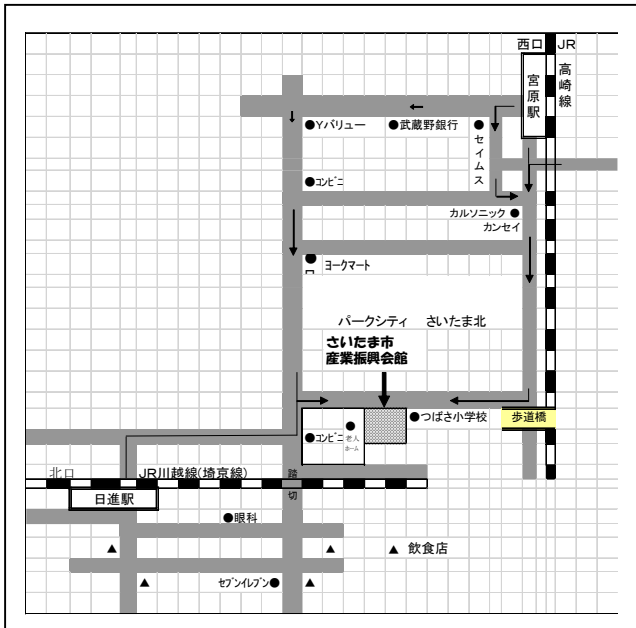 西口
JR
高崎線
宮原駅
●Yバリュー
●武蔵野銀行
●
セイムス
●ｺﾝﾋﾞﾆ
カルソニック ●
カンセイ
●
ヨークマート
パークシティ　さいたま北
さいたま市
産業振興会館
●つばさ小学校
歩道橋
●ｺﾝﾋﾞﾆ
●
老人
ﾎｰﾑ
北口
JR川越線(埼京線)
踏
切
日進駅
●眼科
▲
▲
▲ 飲食店
▲
ｾﾌﾞﾝｲﾚﾌﾞﾝ●
▲